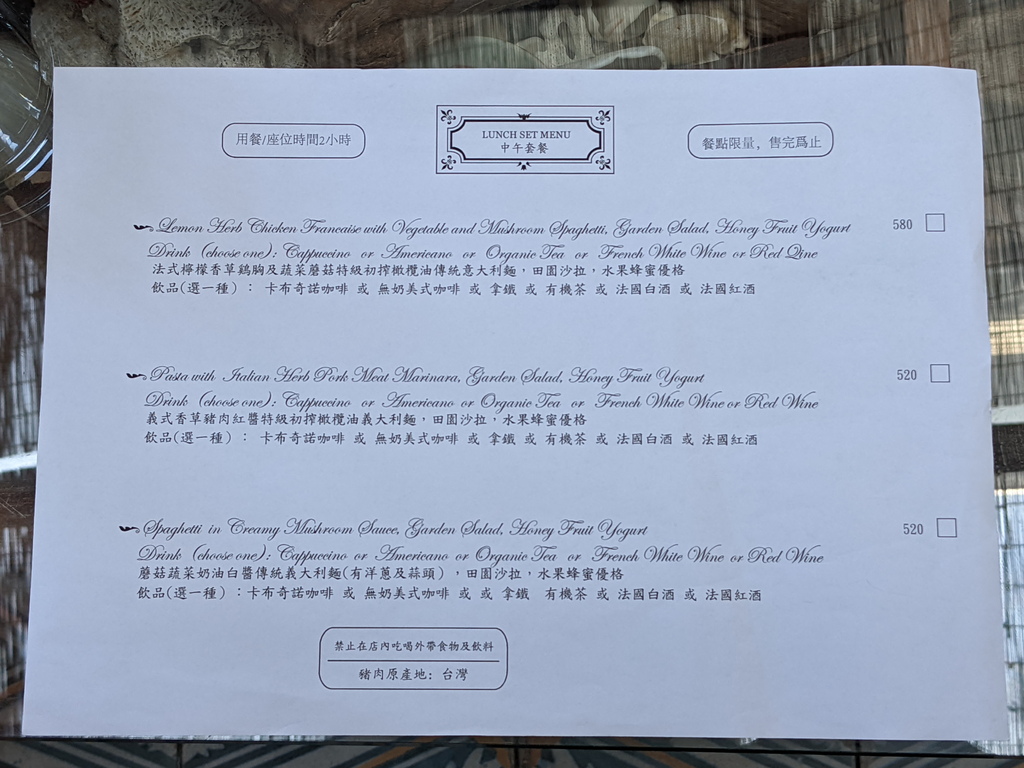 用餐/座位時間2小時
LUNCH SET MENU
中午套餐
餐點限量，售完爲止
Lemon Herb Chicken Francaise with Vegetable and Mushroom Spaghetti, Garden Salad, Honey Fruit Yogurt 580
Drink (choose one): Cappuccino or Americano or Organic Tea or French White Wine or Red Qine
法式檸檬香草鷄胸及蔬菜蘑菇特級初搾橄欖油傳統意大利麵，田園沙拉，水果蜂蜜優格
飲品(選一種）： 卡布奇諾咖啡 或 無奶美式咖啡 或 拿鐵 或 有機茶 或 法國白酒 或 法國紅酒
Pasta with Italian Herb Pork Meat Marinara, Garden Salad, Honey Fruit Yogurt 520
Drink (choose one): Cappuccino or Americano or Organic Tea or French White Wine or Red Wine
義式香草豬肉紅醬特級初搾橄欖油義大利麵，田園沙拉，水果蜂蜜優格
飲品(選一種）： 卡布奇諾咖啡 或 無奶美式咖啡 或 拿鐵 或 有機茶 或 法國白酒 或 法國紅酒
Spaghetti in Creamy Mushroom Sauce, Garden Salad, Honey Fruit Yogurt 520
Drink (choose one): Cappuccino or Americano or Organic Tea or French White Wine or Red Wine
蘑菇蔬菜奶油白醬傳統義大利麵(有洋蔥及蒜頭），田園沙拉，水果蜂蜜優格
飲品(選一種）：卡布奇諾咖啡 或 無奶美式咖啡 或 或 拿鐵 有機茶 或 法國白酒 或 法國紅酒
禁止在店內吃喝外帶食物及飲料
豬肉原產地: 台灣